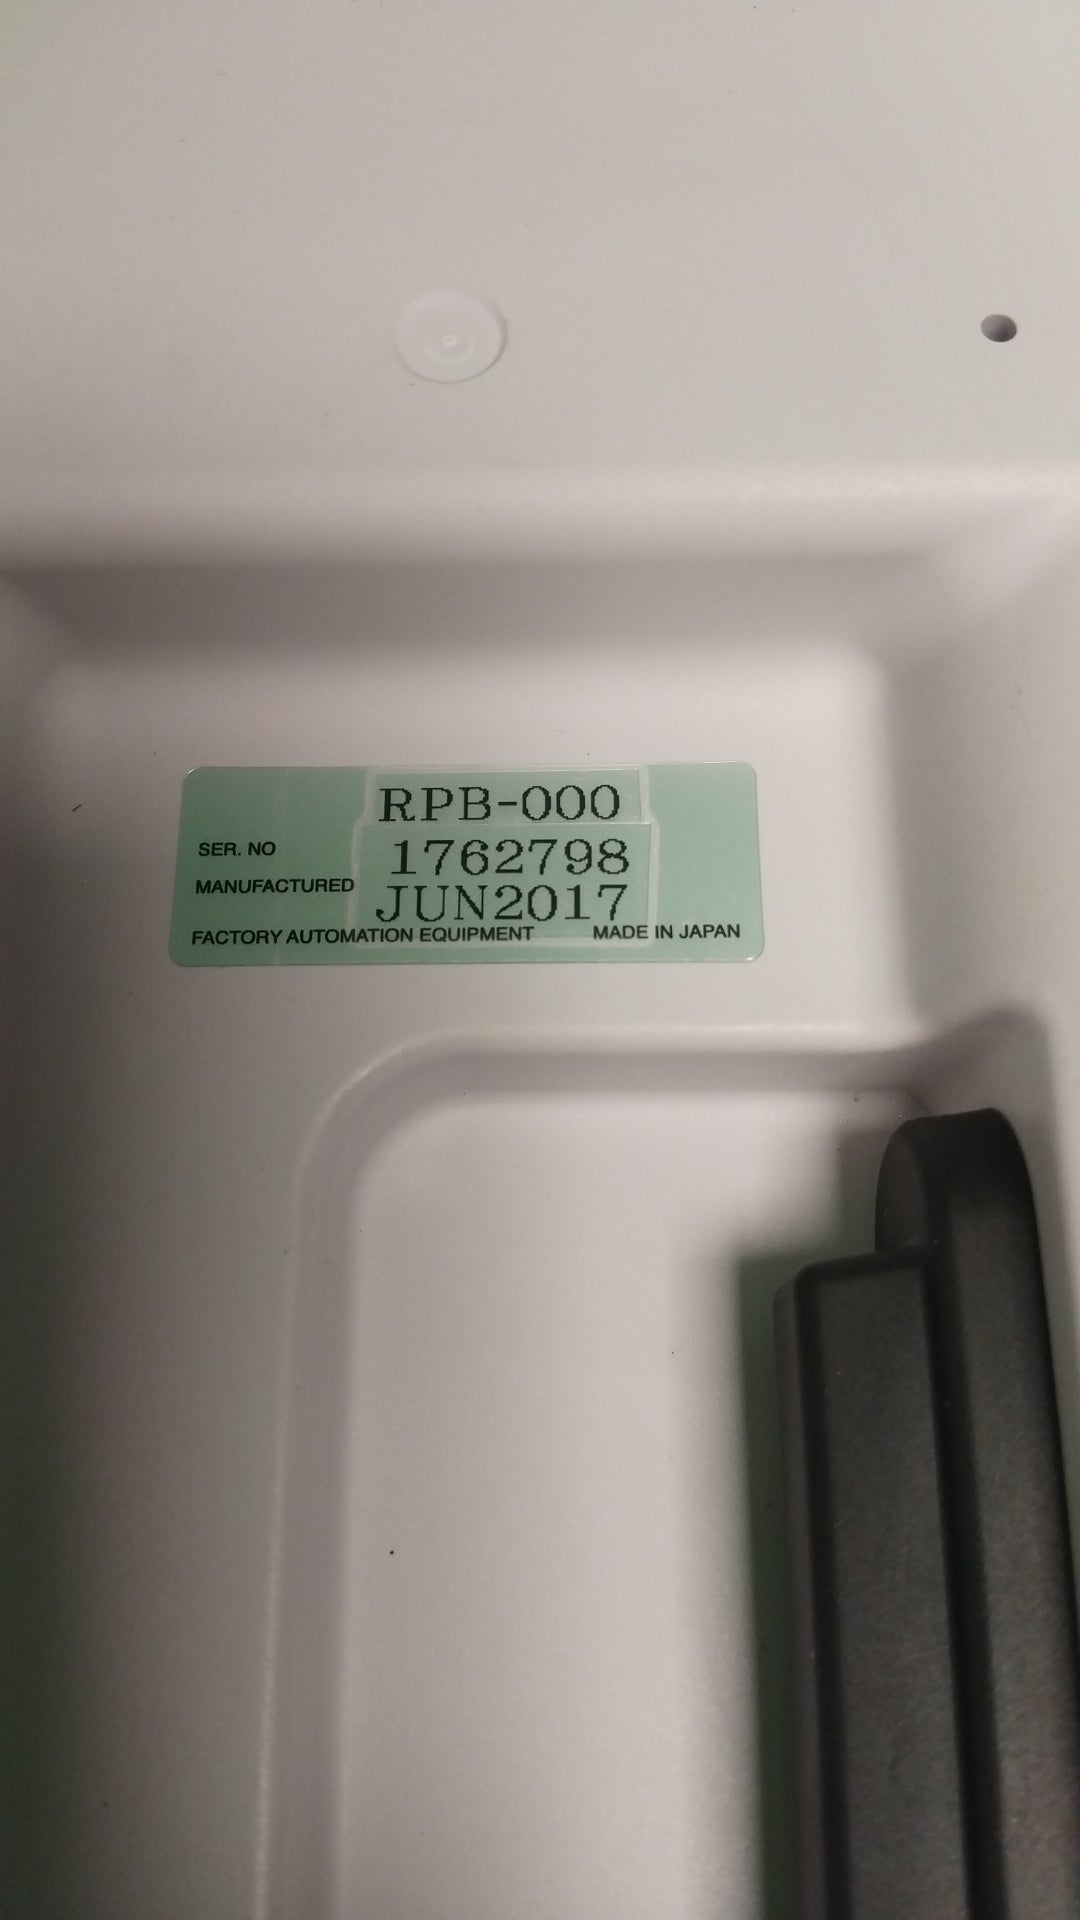 RPB-000
SER. NO 1762798
MANUFACTURED JUN2017
FACTORY AUTOMATION EQUIPMENT MADE IN JAPAN